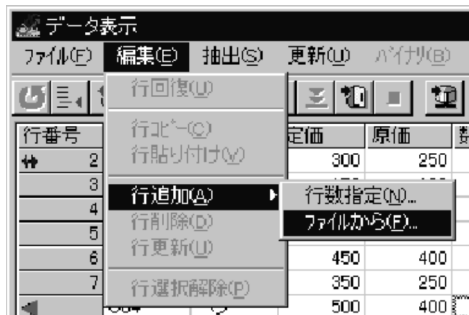 データ表示
ファイル(F) 編集(E) 抽出(S) 更新(U) バイナリ(B)
行番号 定価 原価
行回復(U)
行コピー(C)
行貼り付け(V)
行追加(A)
行数指定(N)...
ファイルから(F)...
行削除(D)
行更新(U)
行選択解除(P)
2 300 250
3
4
5
6 450 400
7 350 250
500 400